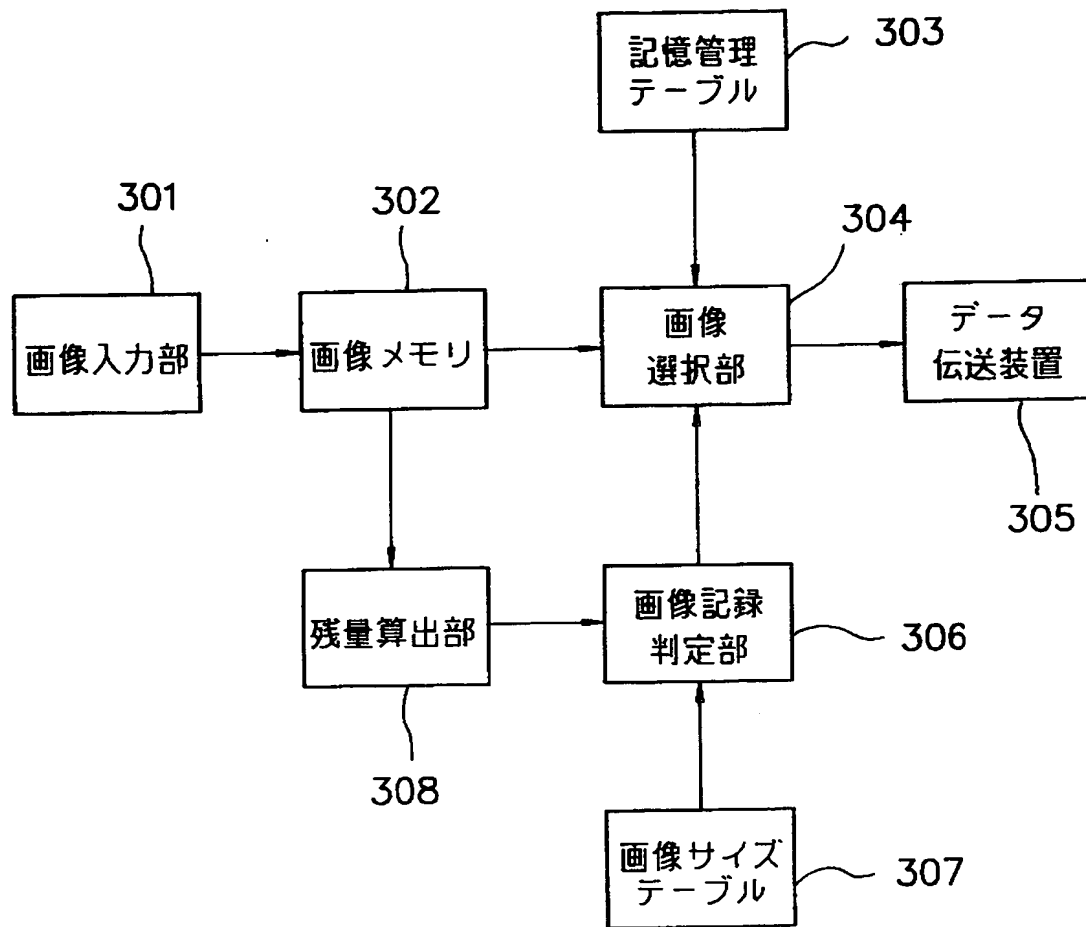 303
記憶管理
テーブル
301
302
304
画像入力部
画像メモリ
画像
選択部
データ
伝送装置
305
残量算出部
画像記録
判定部
306
308
画像サイズ
テーブル
307